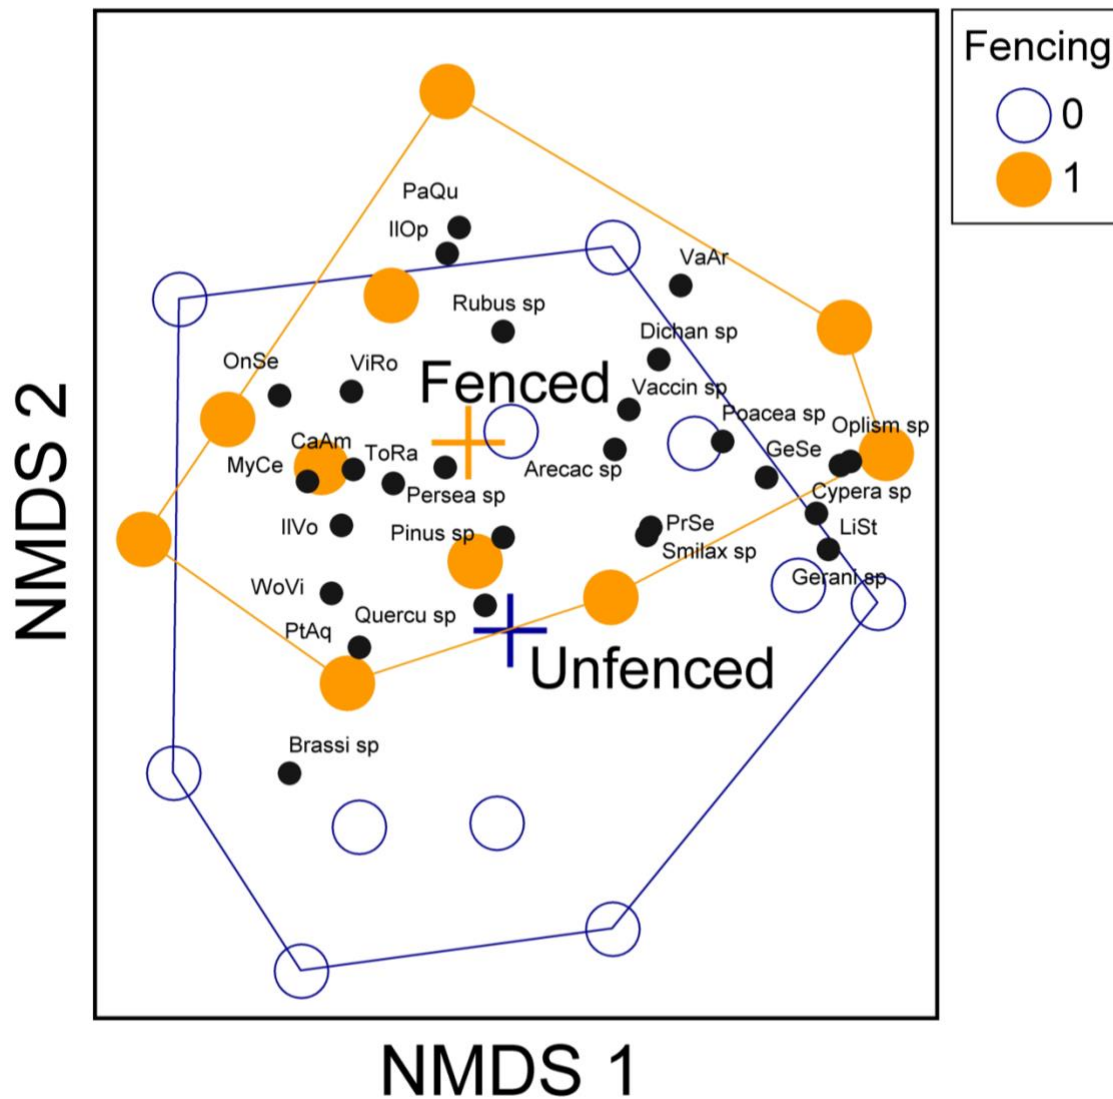 Fencing
0
1
PaQu
IlOp
VaAr
Rubus sp
Dichan sp
OnSe
ViRo
Fenced
Vaccin sp
Poacea sp
Oplism sp
CaAm
ToRa
GeSe
MyCe
Arecac sp
Persea sp
Cypera sp
IlVo
Pinus sp
PrSe
LiSt
Smilax sp
Gerani sp
WoVi
Quercu sp
PtAq
Unfenced
Brassi sp
NMDS 2
NMDS 1